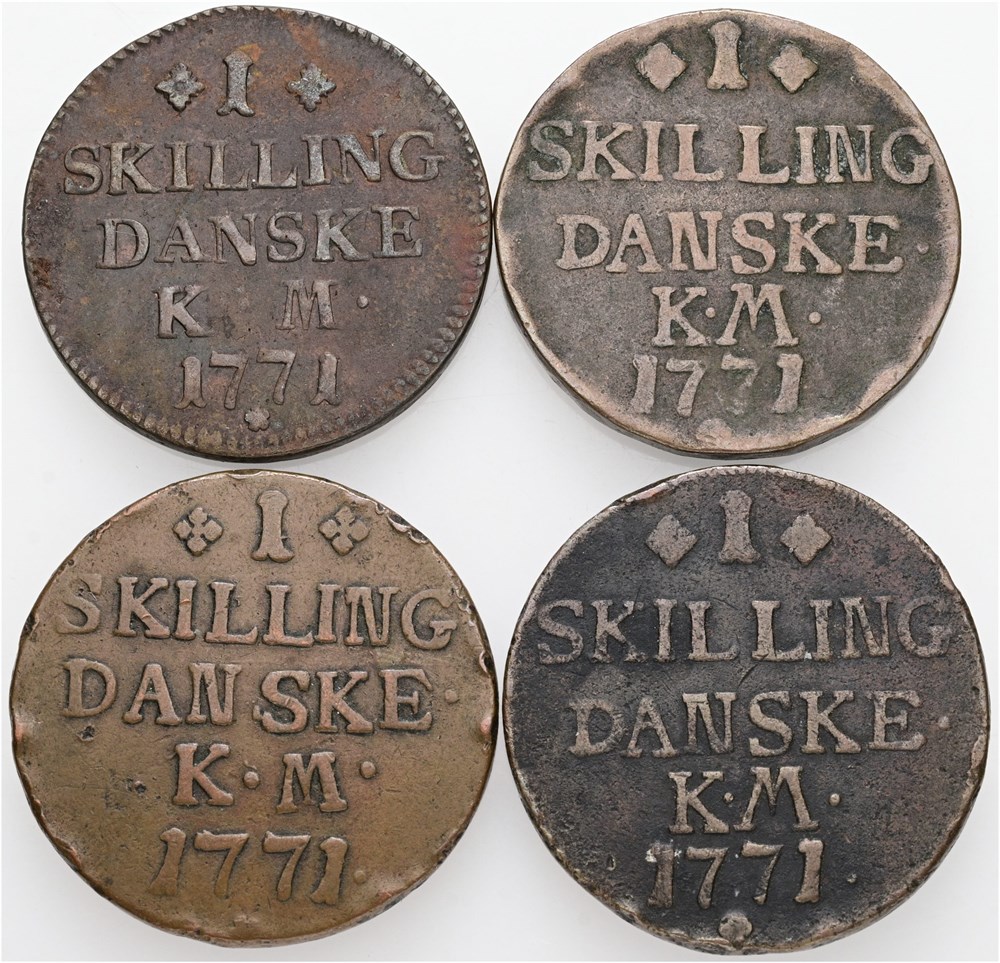 1
SKILLING
DANSKE
K M ·
1771
1
SKILLING
DANSKE ·
K · M ·
1771
1
SKILLING
DANSKE ·
K · M ·
1771 .
1
SKILLING
DANSKE ·
K · M ·
1771